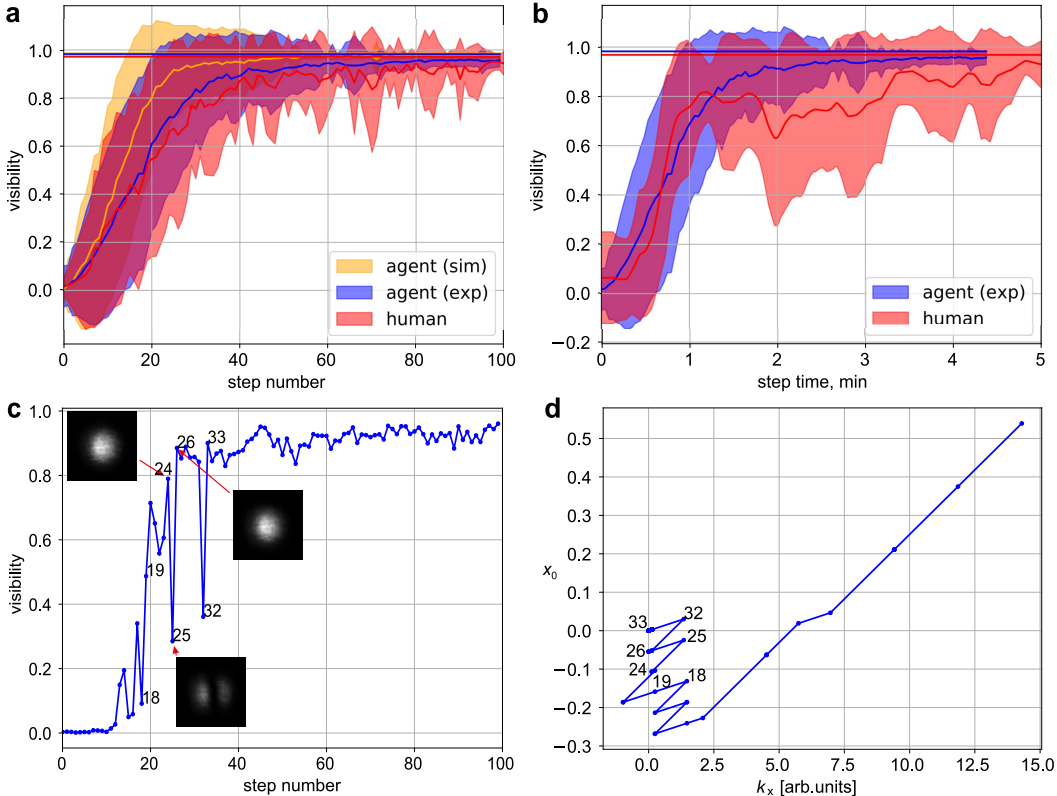 a
visibility
1.0
0.8
0.6
0.4
0.2
0.0
agent (sim)
agent (exp)
human
0 20 40 60 80 100
step number
b
visibility
1.0
0.8
0.6
0.4
0.2
0.0
−0.2
agent (exp)
human
0 1 2 3 4 5
step time, min
c
visibility
1.0
0.8
0.6
0.4
0.2
0.0
26
33
24
19
32
25
18
0 20 40 60 80 100
step number
d
x₀
0.5
0.4
0.3
0.2
0.1
0.0
−0.1
−0.2
−0.3
33
32
26
25
24
19
18
0.0 2.5 5.0 7.5 10.0 12.5 15.0
kₓ [arb.units]